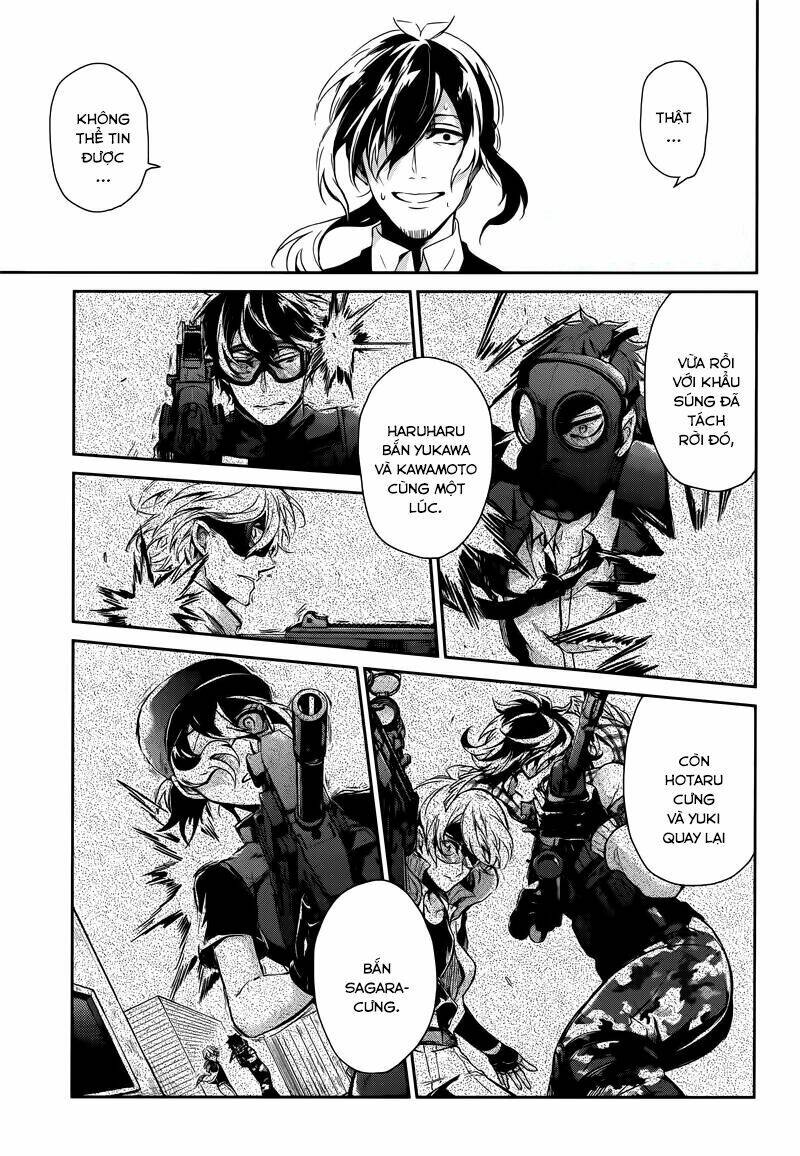 THẬT
...
KHÔNG
THỂ TIN
ĐƯỢC
...
VỪA RỒI
VỚI KHẨU
SÚNG ĐÃ
TÁCH
RỜI ĐÓ,
HARUHARU
BẮN YUKAWA
VÀ KAWAMOTO
CÙNG MỘT
LÚC.
CÒN
HOTARU
CƯNG
VÀ YUKI
QUAY LẠI
BẮN
SAGARA-
CƯNG.